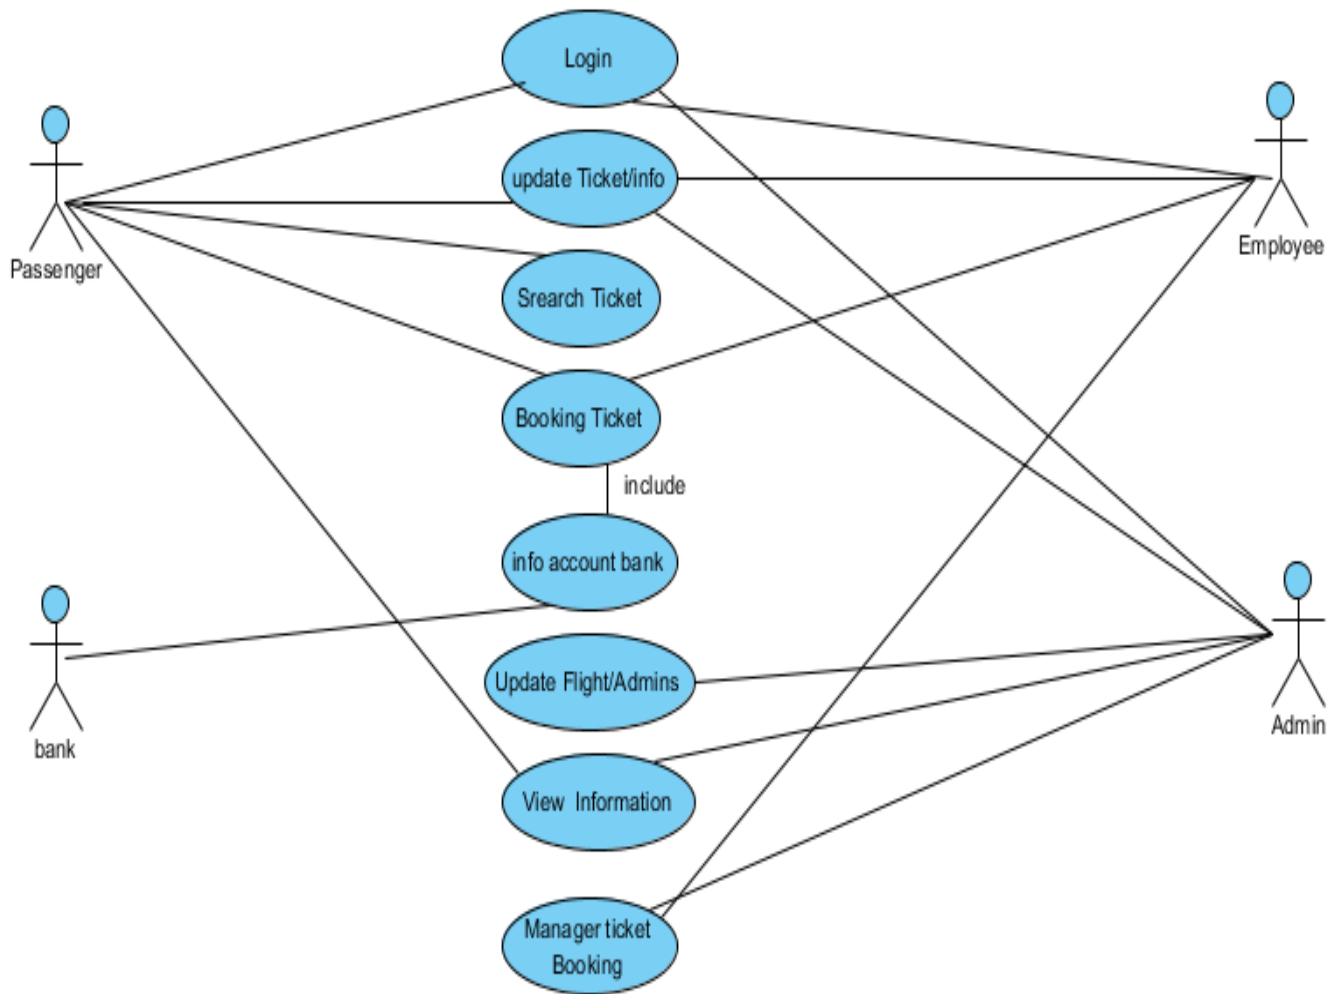 Login
update Ticket/info
Passenger
Employee
Srearch Ticket
Booking Ticket
include
info account bank
Update Flight/Admins
bank
Admin
View Information
Manager ticket
Booking